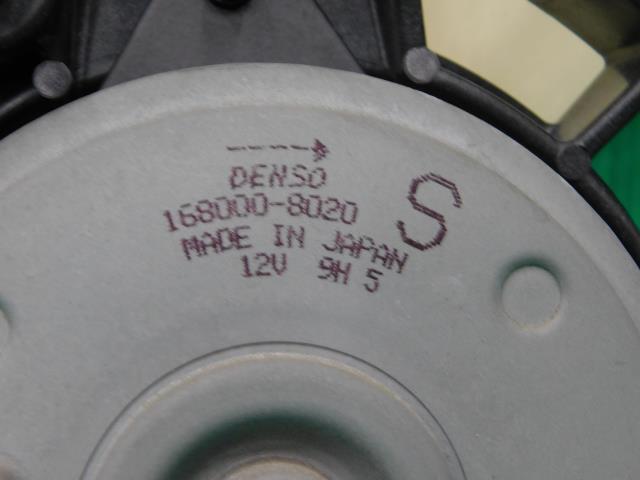 DENSO
168000-8020
MADE IN JAPAN
12V 9H 5
S